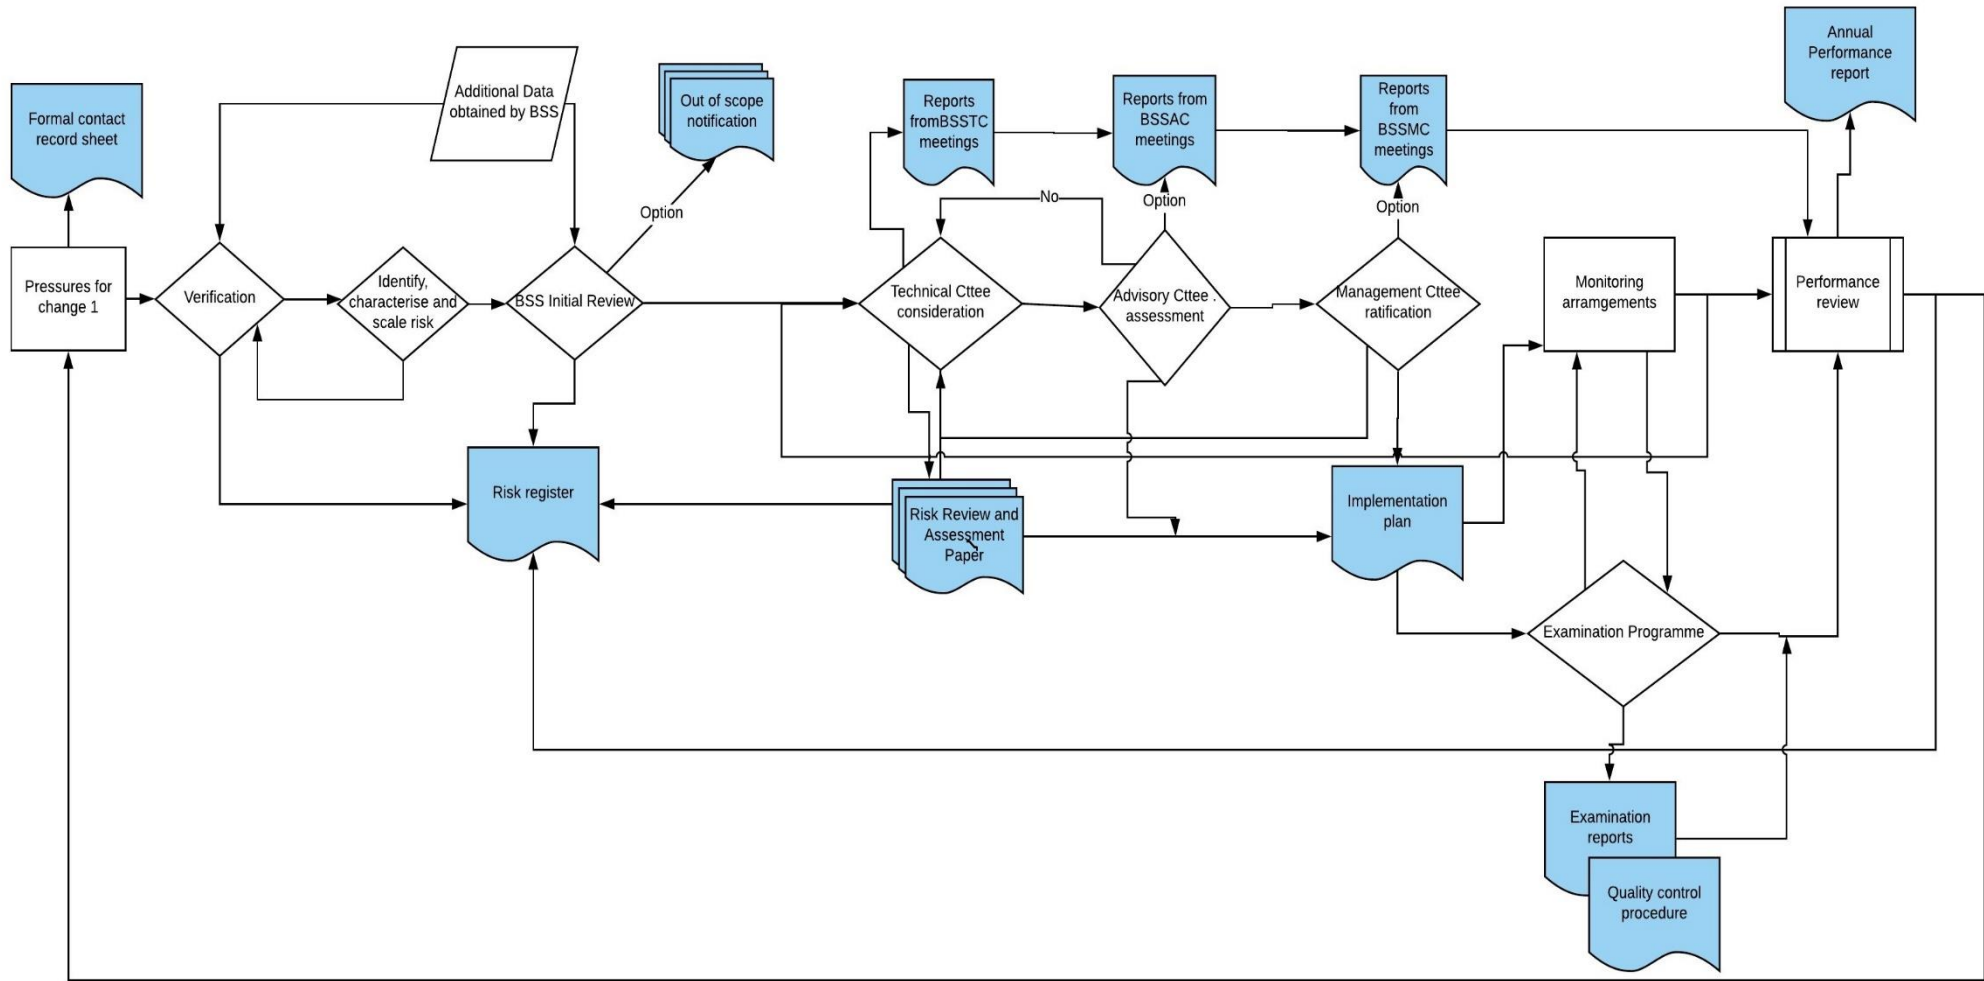 Annual
Performance
report
Additional Data
obtained by BSS
Out of scope
notification
Formal contact
record sheet
Reports
fromBSSTC
meetings
Reports from
BSSAC
meetings
Reports
from
BSSMC
meetings
Option
No
Option
Option
Pressures for
change 1
Verification
Identify,
characterise and
scale risk
BSS Initial Review
Technical Cttee
consideration
Advisory Cttee .
assessment
Management Cttee
ratification
Monitoring
arrangements
Performance
review
Risk register
Risk Review and
Assessment
Paper
Implementation
plan
Examination Programme
Examination
reports
Quality control
procedure